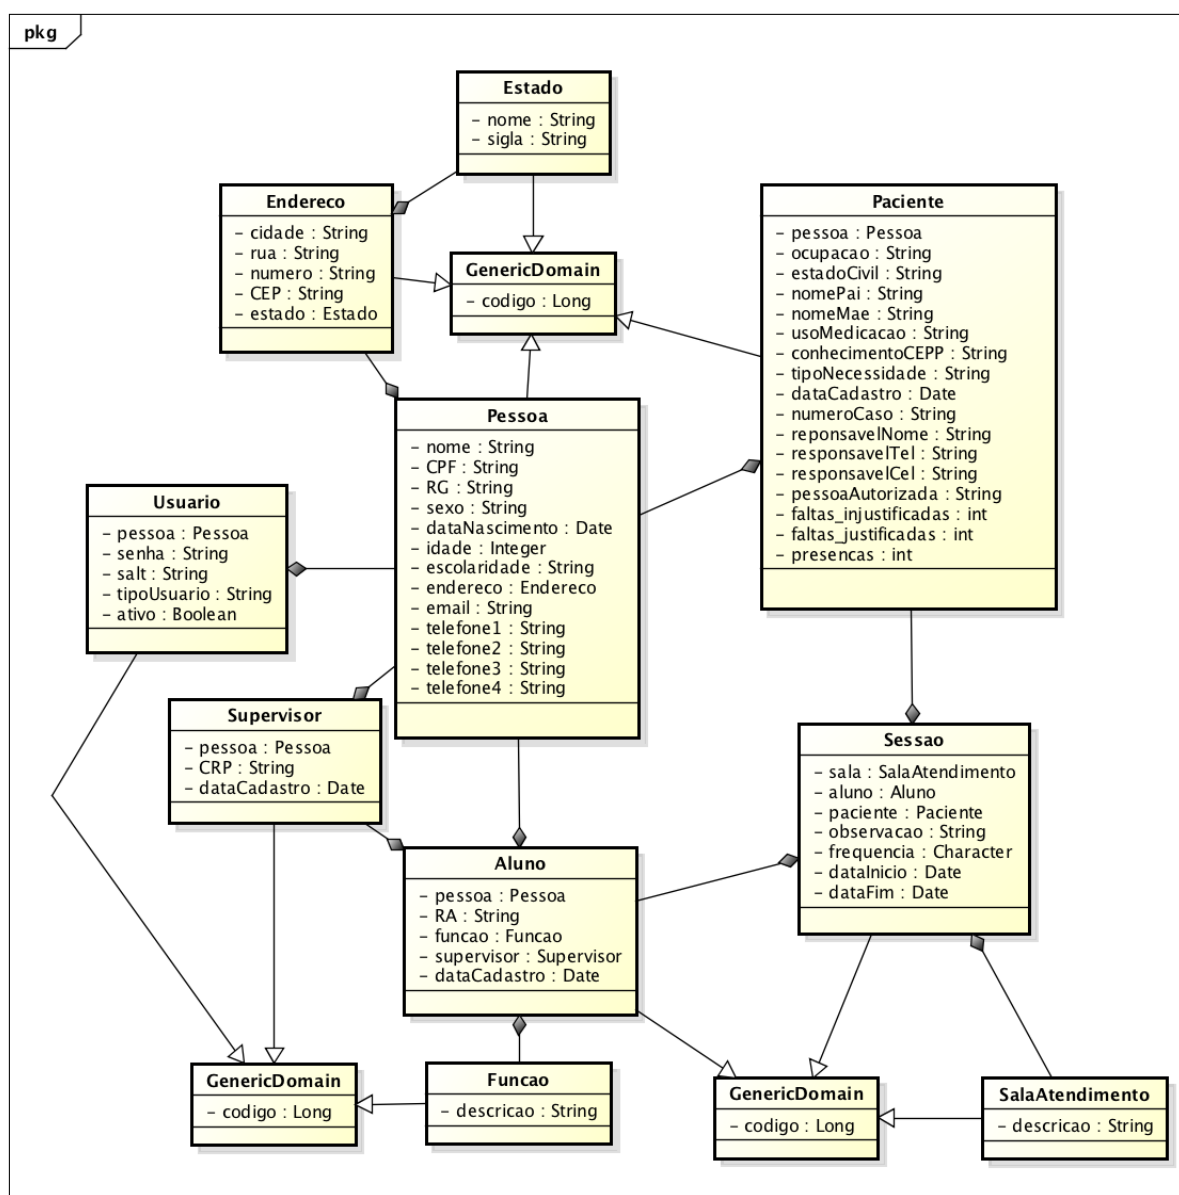 pkg
Estado
- nome : String
- sigla : String
Endereco
- cidade : String
- rua : String
- numero : String
- CEP : String
- estado : Estado
GenericDomain
- codigo : Long
Paciente
- pessoa : Pessoa
- ocupacao : String
- estadoCivil : String
- nomePai : String
- nomeMae : String
- usoMedicacao : String
- conhecimentoCEPP : String
- tipoNecessidade : String
- dataCadastro : Date
- numeroCaso : String
- reponsavelNome : String
- responsavelTel : String
- responsavelCel : String
- pessoaAutorizada : String
- faltas_injustificadas : int
- faltas_justificadas : int
- presencas : int
Pessoa
- nome : String
- CPF : String
- RG : String
- sexo : String
- dataNascimento : Date
- idade : Integer
- escolaridade : String
- endereco : Endereco
- email : String
- telefone1 : String
- telefone2 : String
- telefone3 : String
- telefone4 : String
Usuario
- pessoa : Pessoa
- senha : String
- salt : String
- tipoUsuario : String
- ativo : Boolean
Supervisor
- pessoa : Pessoa
- CRP : String
- dataCadastro : Date
Sessao
- sala : SalaAtendimento
- aluno : Aluno
- paciente : Paciente
- observacao : String
- frequencia : Character
- dataInicio : Date
- dataFim : Date
Aluno
- pessoa : Pessoa
- RA : String
- funcao : Funcao
- supervisor : Supervisor
- dataCadastro : Date
GenericDomain
- codigo : Long
Funcao
- descricao : String
GenericDomain
- codigo : Long
SalaAtendimento
- descricao : String